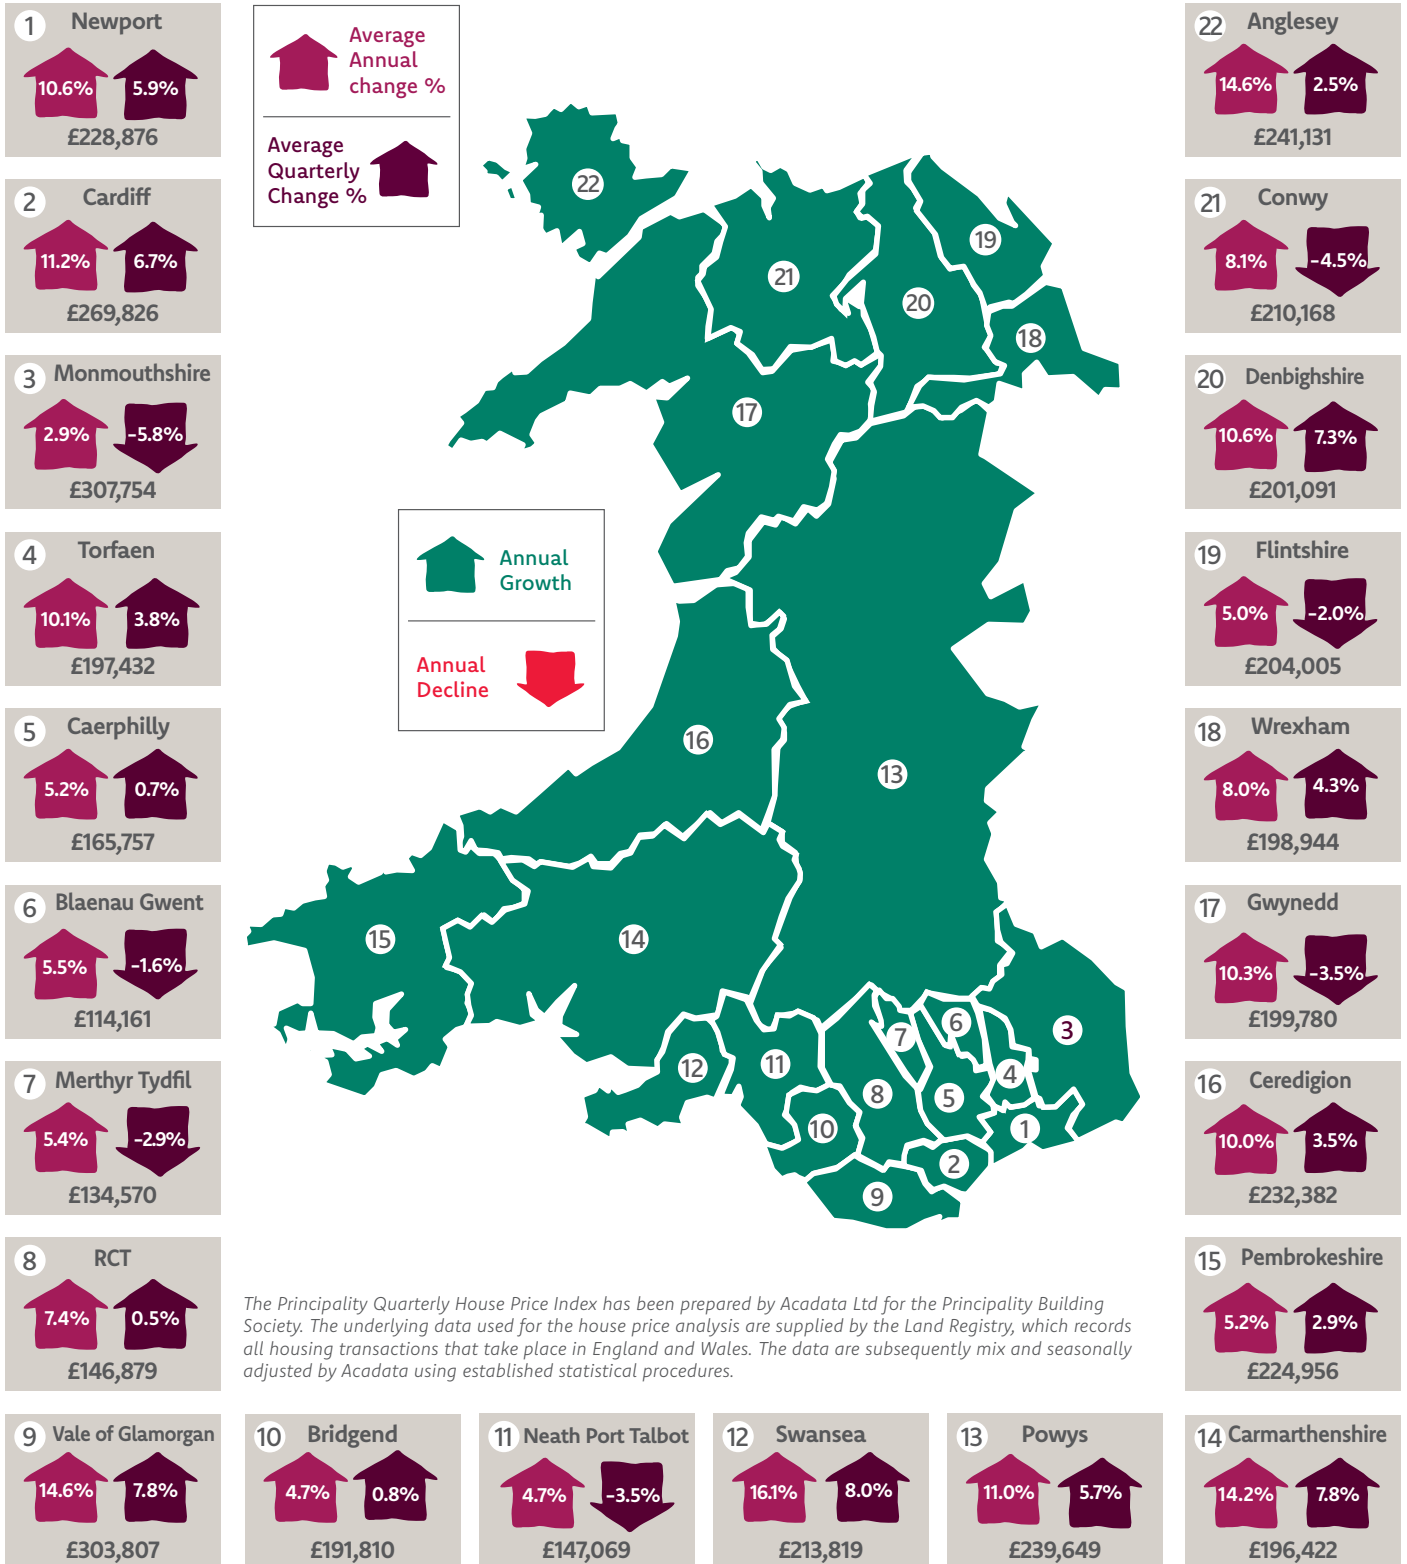 1 Newport
10.6% 5.9%
£228,876
2 Cardiff
11.2% 6.7%
£269,826
3 Monmouthshire
2.9% -5.8%
£307,754
4 Torfaen
10.1% 3.8%
£197,432
5 Caerphilly
5.2% 0.7%
£165,757
6 Blaenau Gwent
5.5% -1.6%
£114,161
7 Merthyr Tydfil
5.4% -2.9%
£134,570
8 RCT
7.4% 0.5%
£146,879
9 Vale of Glamorgan
14.6% 7.8%
£303,807
10 Bridgend
4.7% 0.8%
£191,810
11 Neath Port Talbot
4.7% -3.5%
£147,069
12 Swansea
16.1% 8.0%
£213,819
13 Powys
11.0% 5.7%
£239,649
14 Carmarthenshire
14.2% 7.8%
£196,422
15 Pembrokeshire
5.2% 2.9%
£224,956
16 Ceredigion
10.0% 3.5%
£232,382
17 Gwynedd
10.3% -3.5%
£199,780
18 Wrexham
8.0% 4.3%
£198,944
19 Flintshire
5.0% -2.0%
£204,005
20 Denbighshire
10.6% 7.3%
£201,091
21 Conwy
8.1% -4.5%
£210,168
22 Anglesey
14.6% 2.5%
£241,131
Average
Annual
change %
Average
Quarterly
Change %
Annual
Growth
Annual
Decline
22
19
21
20
18
17
16
13
15
14
3
6
7
12
11
4
8
5
10
1
2
9
The Principality Quarterly House Price Index has been prepared by Acadata Ltd for the Principality Building
Society. The underlying data used for the house price analysis are supplied by the Land Registry, which records
all housing transactions that take place in England and Wales. The data are subsequently mix and seasonally
adjusted by Acadata using established statistical procedures.